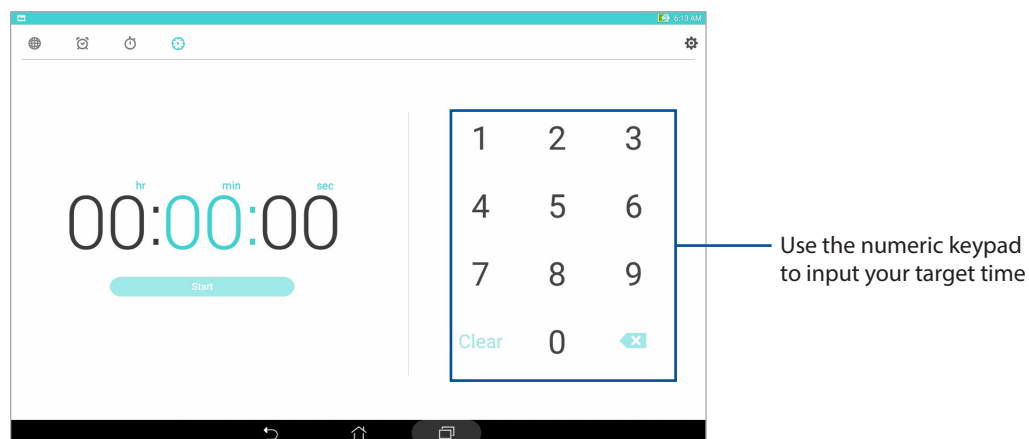 6:13 AM
hr min sec
00:00:00
Start
1 2 3
4 5 6
7 8 9
Clear 0
Use the numeric keypad
to input your target time